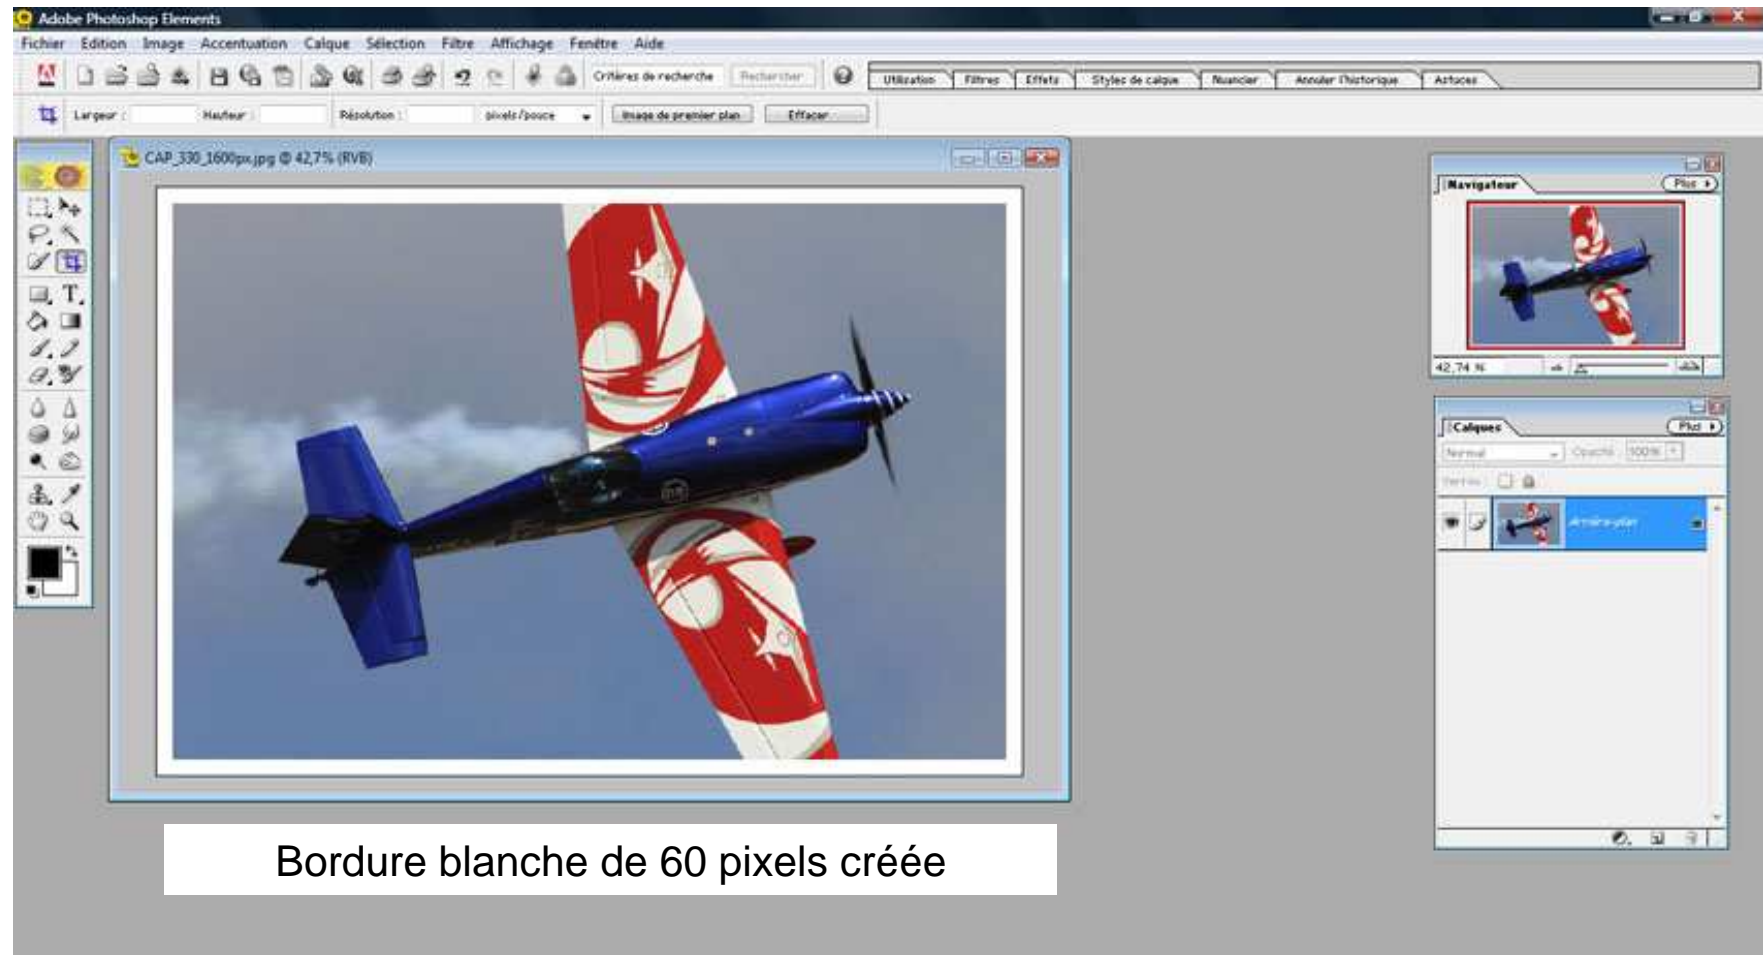 Adobe Photoshop Elements
Fichier Edition Image Accentuation Calque Sélection Filtre Affichage Fenêtre Aide
Critères de recherche Rechercher Utilisation Filtres Effets Styles de calque Nuancier Annuler l'historique Astuces
Largeur : Hauteur : Résolution : pixels/pouce Image de premier plan Effacer
CAP_330_1600px.jpg @ 42,7% (RVB)
Navigateur Plus
42,74 %
Calques Plus
Normal Opacité : 100%
Arrière-plan
Bordure blanche de 60 pixels créée